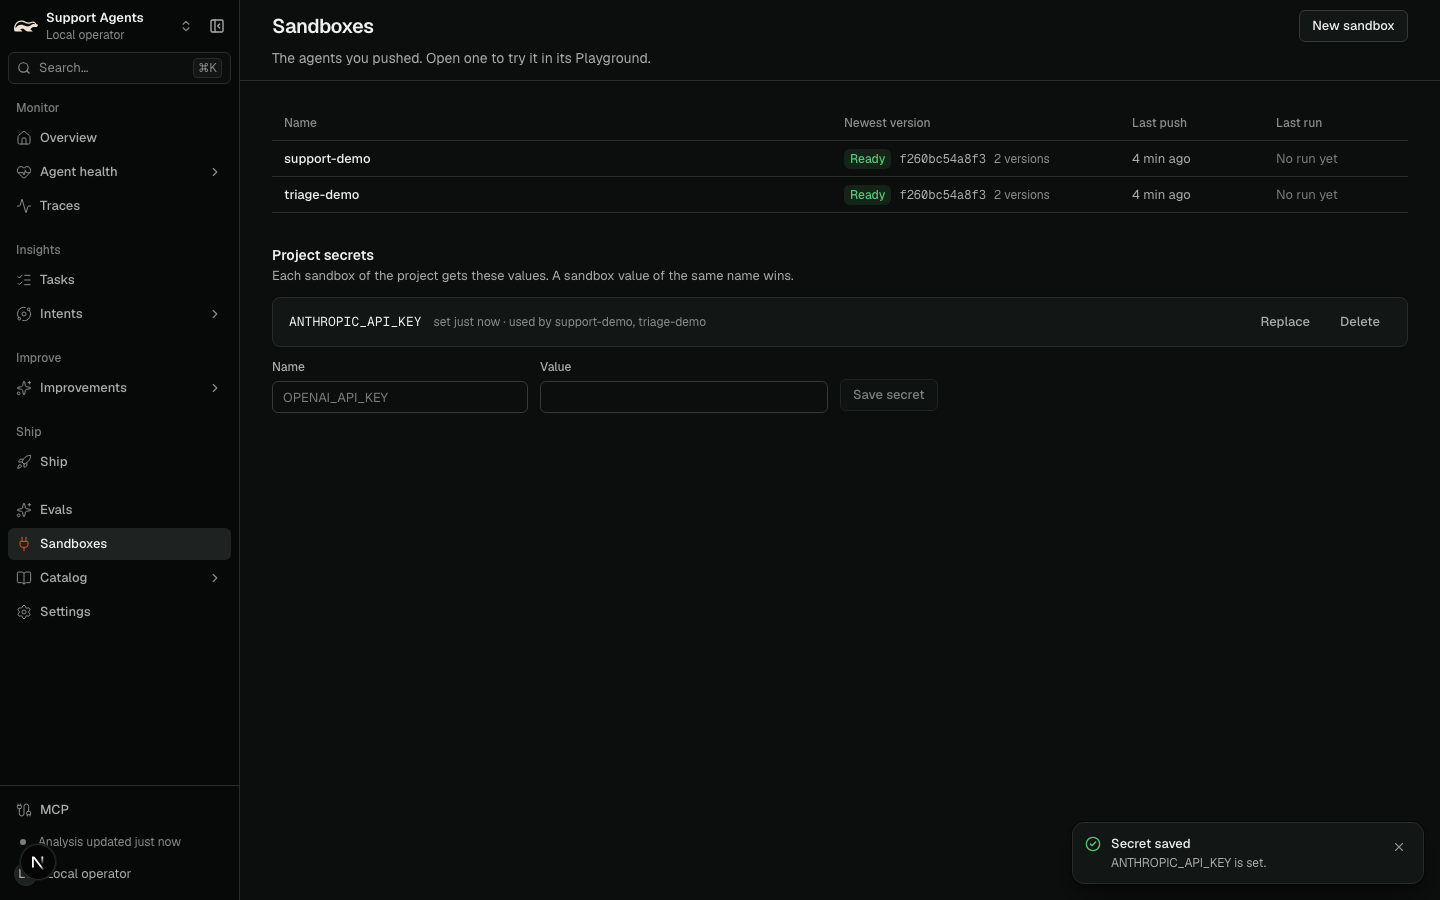 Support Agents
Local operator
Search...
⌘K
Monitor
Overview
Agent health
Traces
Insights
Tasks
Intents
Improve
Improvements
Ship
Ship
Evals
Sandboxes
Catalog
Settings
MCP
Analysis updated just now
N
Local operator
Sandboxes
New sandbox
The agents you pushed. Open one to try it in its Playground.
Name Newest version Last push Last run
support-demo Ready f260bc54a8f3 2 versions 4 min ago No run yet
triage-demo Ready f260bc54a8f3 2 versions 4 min ago No run yet
Project secrets
Each sandbox of the project gets these values. A sandbox value of the same name wins.
ANTHROPIC_API_KEY set just now · used by support-demo, triage-demo Replace Delete
Name Value
OPENAI_API_KEY Save secret
Secret saved
ANTHROPIC_API_KEY is set.